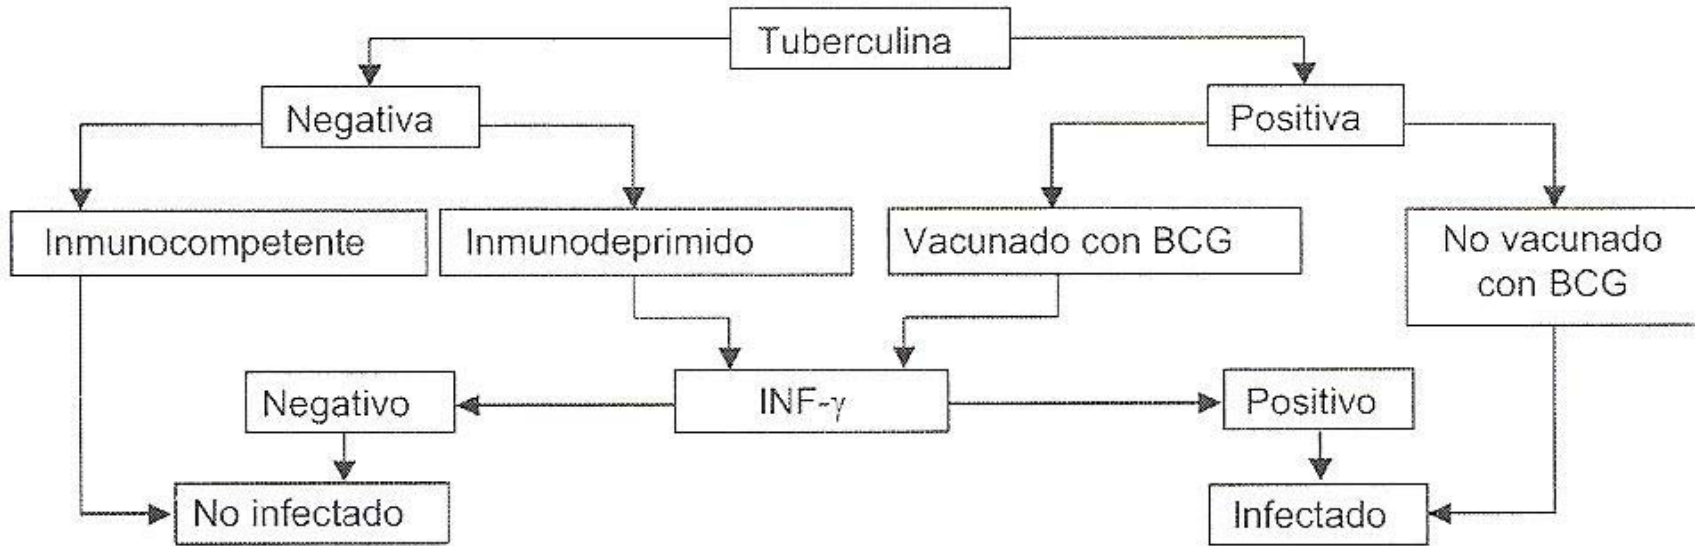 Tuberculina
Negativa
Positiva
Inmunocompetente
Inmunodeprimido
Vacunado con BCG
No vacunado
con BCG
Negativo
INF-γ
Positivo
No infectado
Infectado